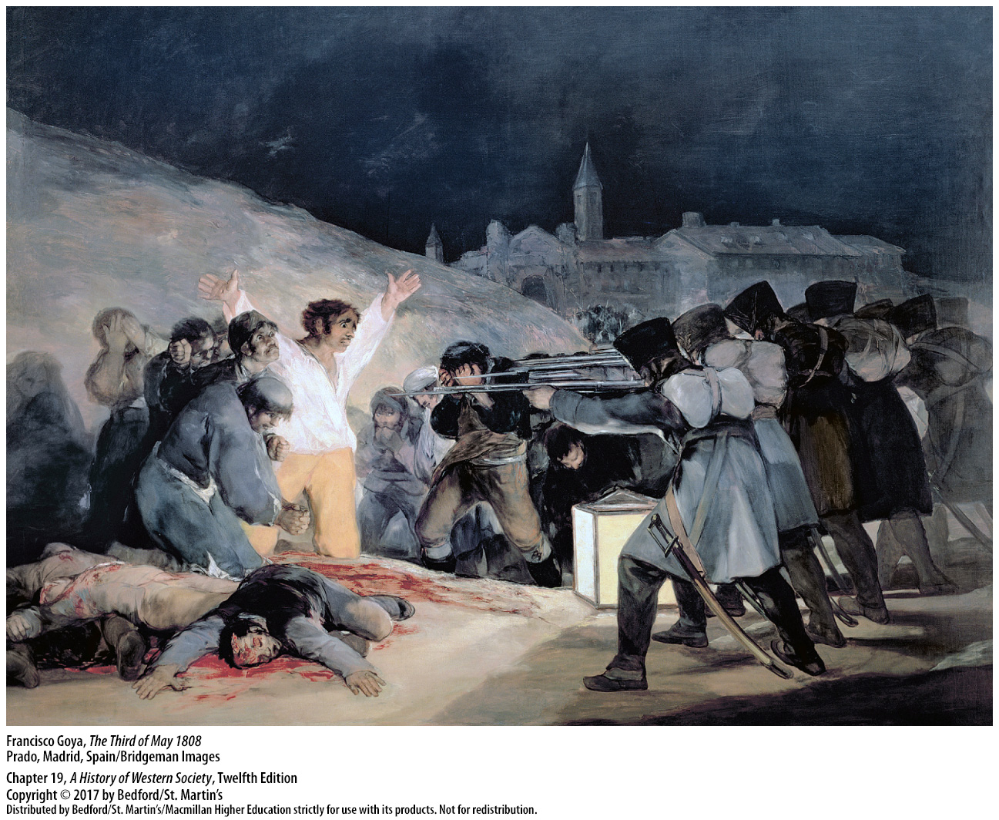 Francisco Goya, The Third of May 1808
Prado, Madrid, Spain/Bridgeman Images
Chapter 19, A History of Western Society, Twelfth Edition
Copyright © 2017 by Bedford/St. Martin’s
Distributed by Bedford/St. Martin’s/Macmillan Higher Education strictly for use with its products. Not for redistribution.